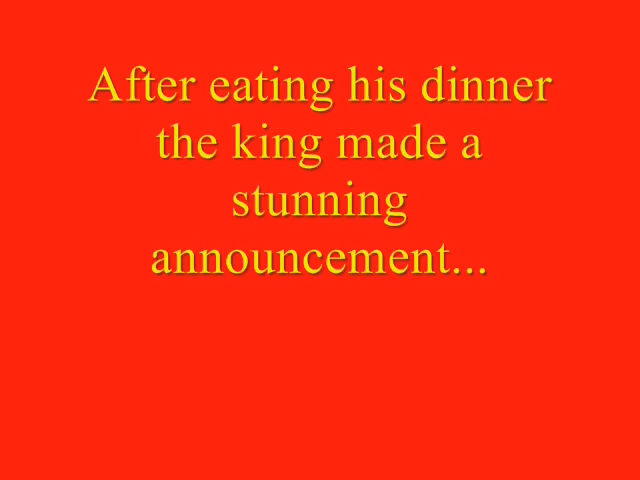 After eating his dinner
the king made a
stunning
announcement...